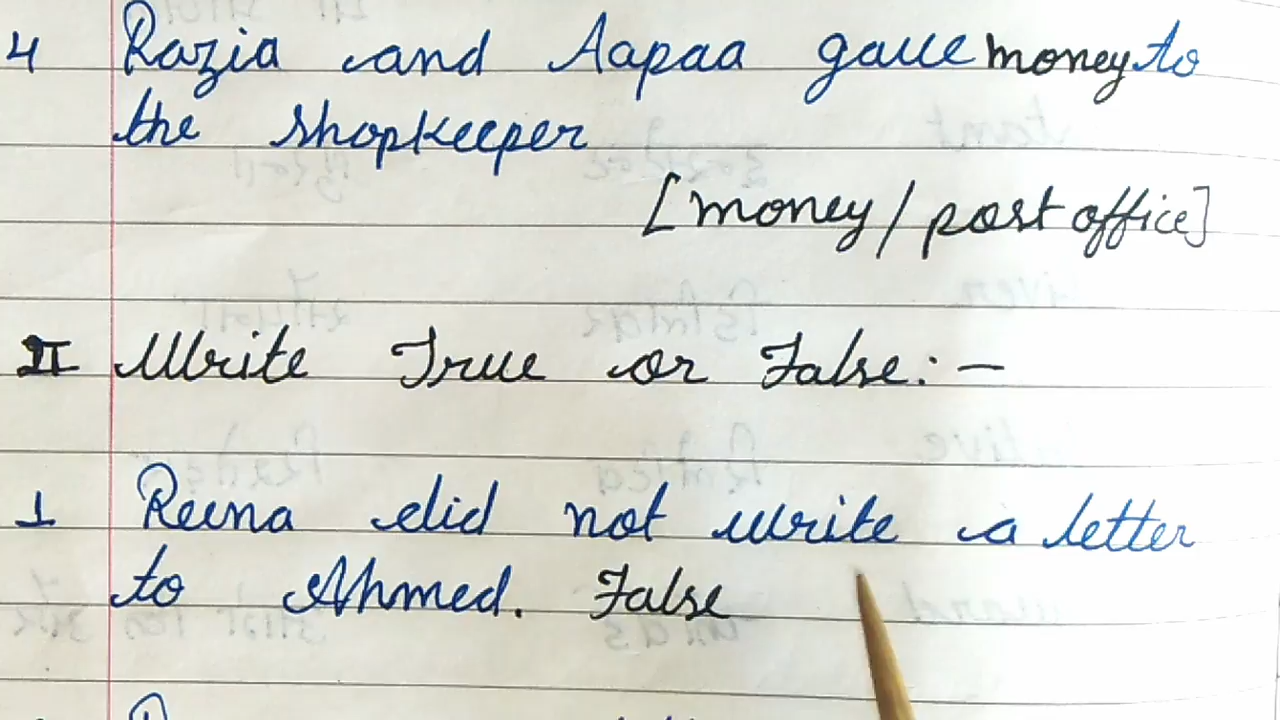 4 Razia and Aapaa gave money to
the shopkeeper
[money/post office]
II Write True or False:-
1 Reena did not write a letter
to Ahmed. False